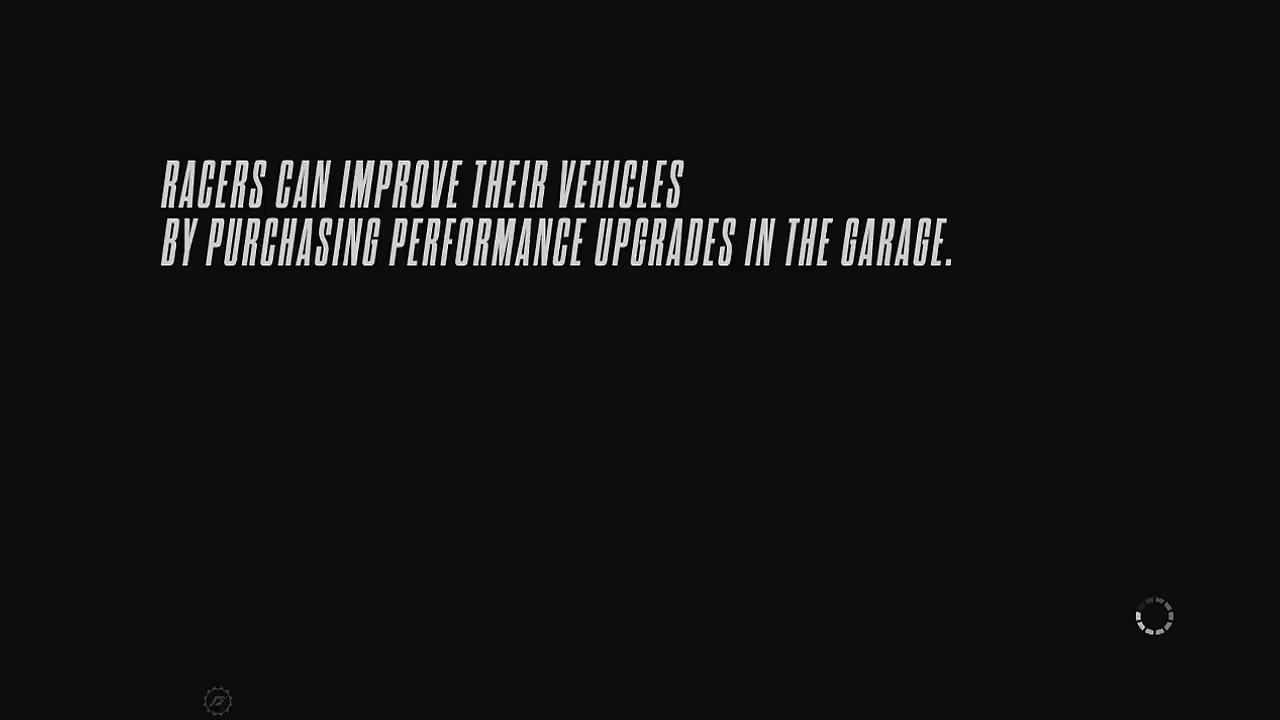 RACERS CAN IMPROVE THEIR VEHICLES
BY PURCHASING PERFORMANCE UPGRADES IN THE GARAGE.